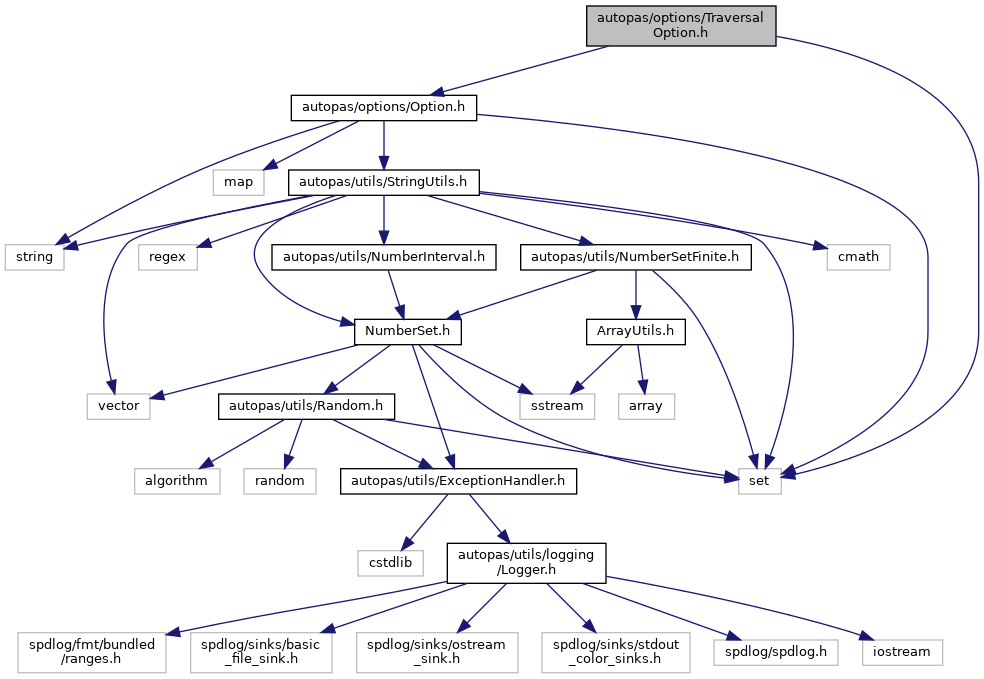 autopas/options/Traversal
Option.h
autopas/options/Option.h
map
autopas/utils/StringUtils.h
string
regex
autopas/utils/NumberInterval.h
autopas/utils/NumberSetFinite.h
cmath
NumberSet.h
ArrayUtils.h
vector
autopas/utils/Random.h
sstream
array
algorithm
random
autopas/utils/ExceptionHandler.h
set
cstdlib
autopas/utils/logging
/Logger.h
spdlog/fmt/bundled
/ranges.h
spdlog/sinks/basic
_file_sink.h
spdlog/sinks/ostream
_sink.h
spdlog/sinks/stdout
_color_sinks.h
spdlog/spdlog.h
iostream